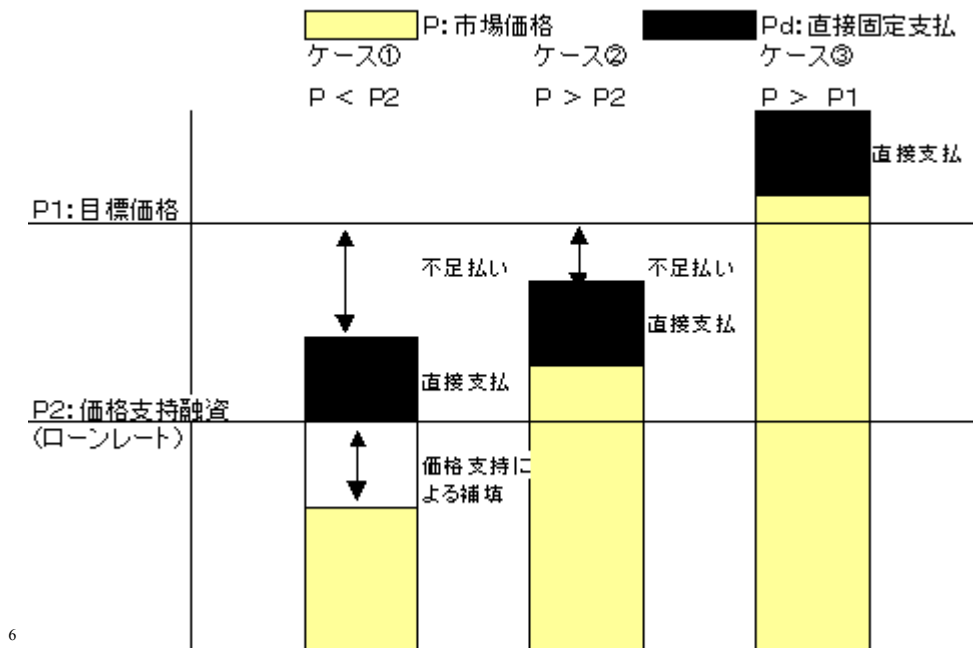 P:市場価格
Pd:直接固定支払
ケース①
ケース②
ケース③
P < P2
P > P2
P > P1
直接支払
P1:目標価格
不足払い
不足払い
直接支払
直接支払
P2:価格支持融資
(ローンレート)
価格支持に
よる補填
6